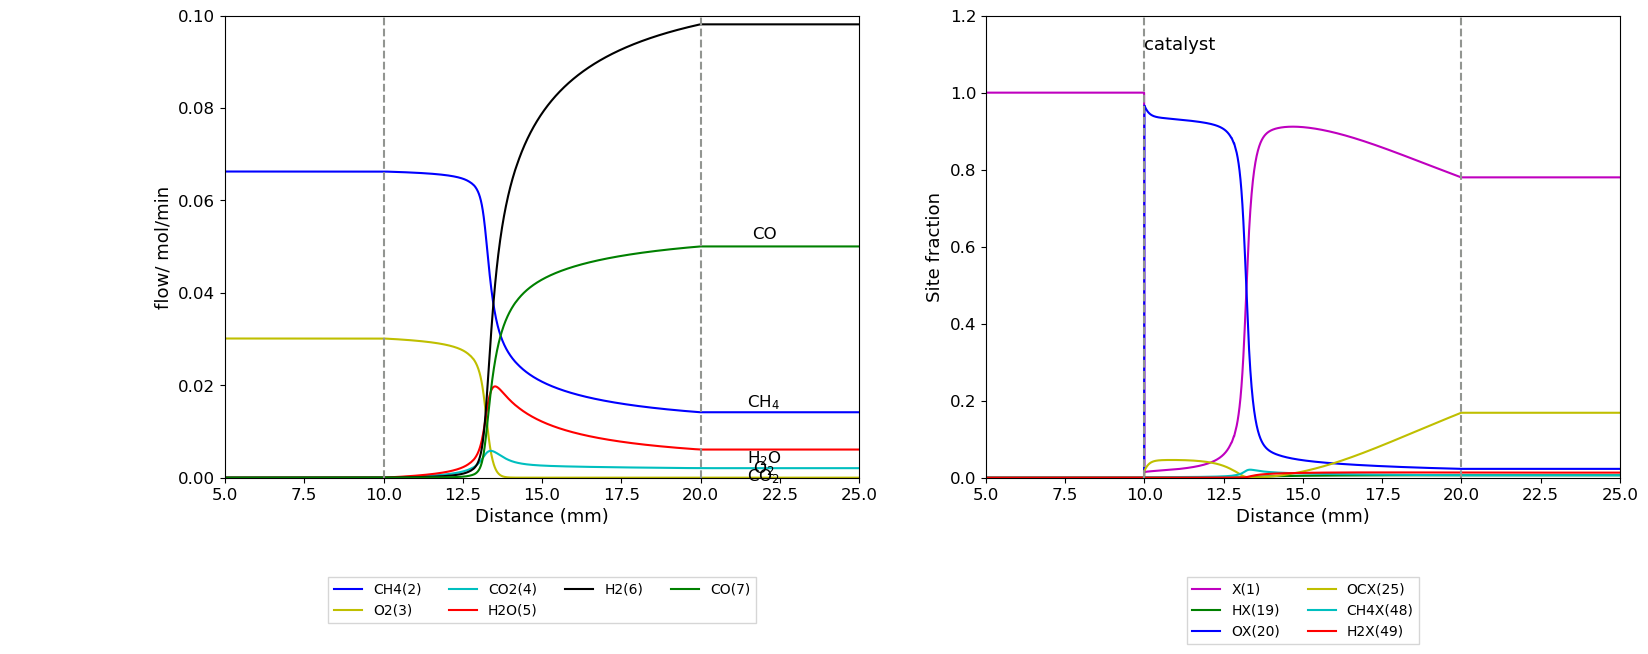 0.10
0.08
0.06
0.04
0.02
0.00
flow/ mol/min
CO
CH₄
H₂O
O₂
CO₂
5.0 7.5 10.0 12.5 15.0 17.5 20.0 22.5 25.0
Distance (mm)
CH4(2) CO2(4) H2(6) CO(7)
O2(3) H2O(5)
1.2
1.0
0.8
0.6
0.4
0.2
0.0
Site fraction
catalyst
5.0 7.5 10.0 12.5 15.0 17.5 20.0 22.5 25.0
Distance (mm)
X(1) OCX(25)
HX(19) CH4X(48)
OX(20) H2X(49)